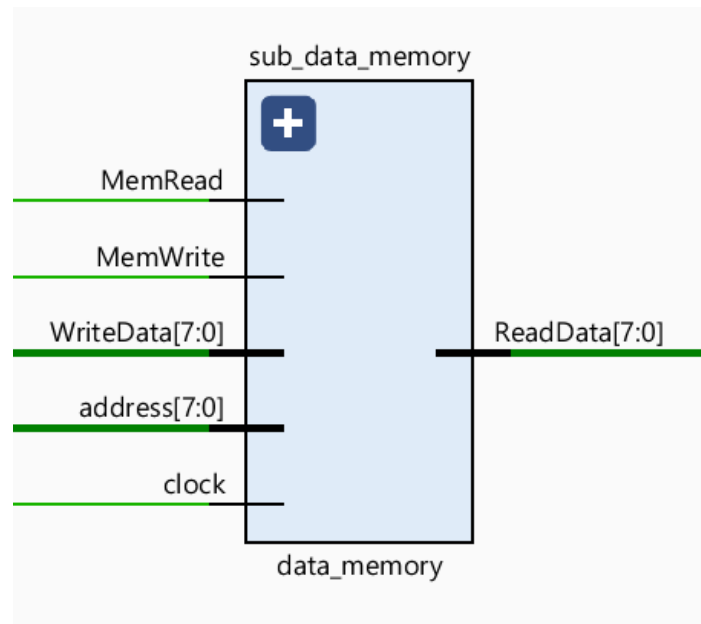 sub_data_memory
MemRead
MemWrite
WriteData[7:0]
ReadData[7:0]
address[7:0]
clock
data_memory